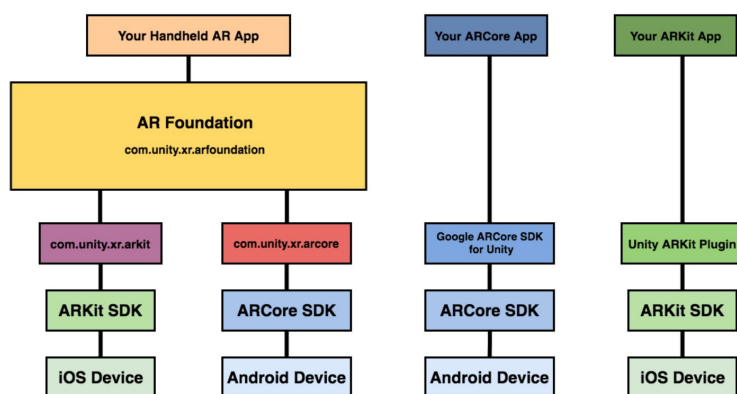 Your Handheld AR App
Your ARCore App
Your ARKit App
AR Foundation
com.unity.xr.arfoundation
com.unity.xr.arkit
com.unity.xr.arcore
Google ARCore SDK
for Unity
Unity ARKit Plugin
ARKit SDK
ARCore SDK
ARCore SDK
ARKit SDK
iOS Device
Android Device
Android Device
iOS Device